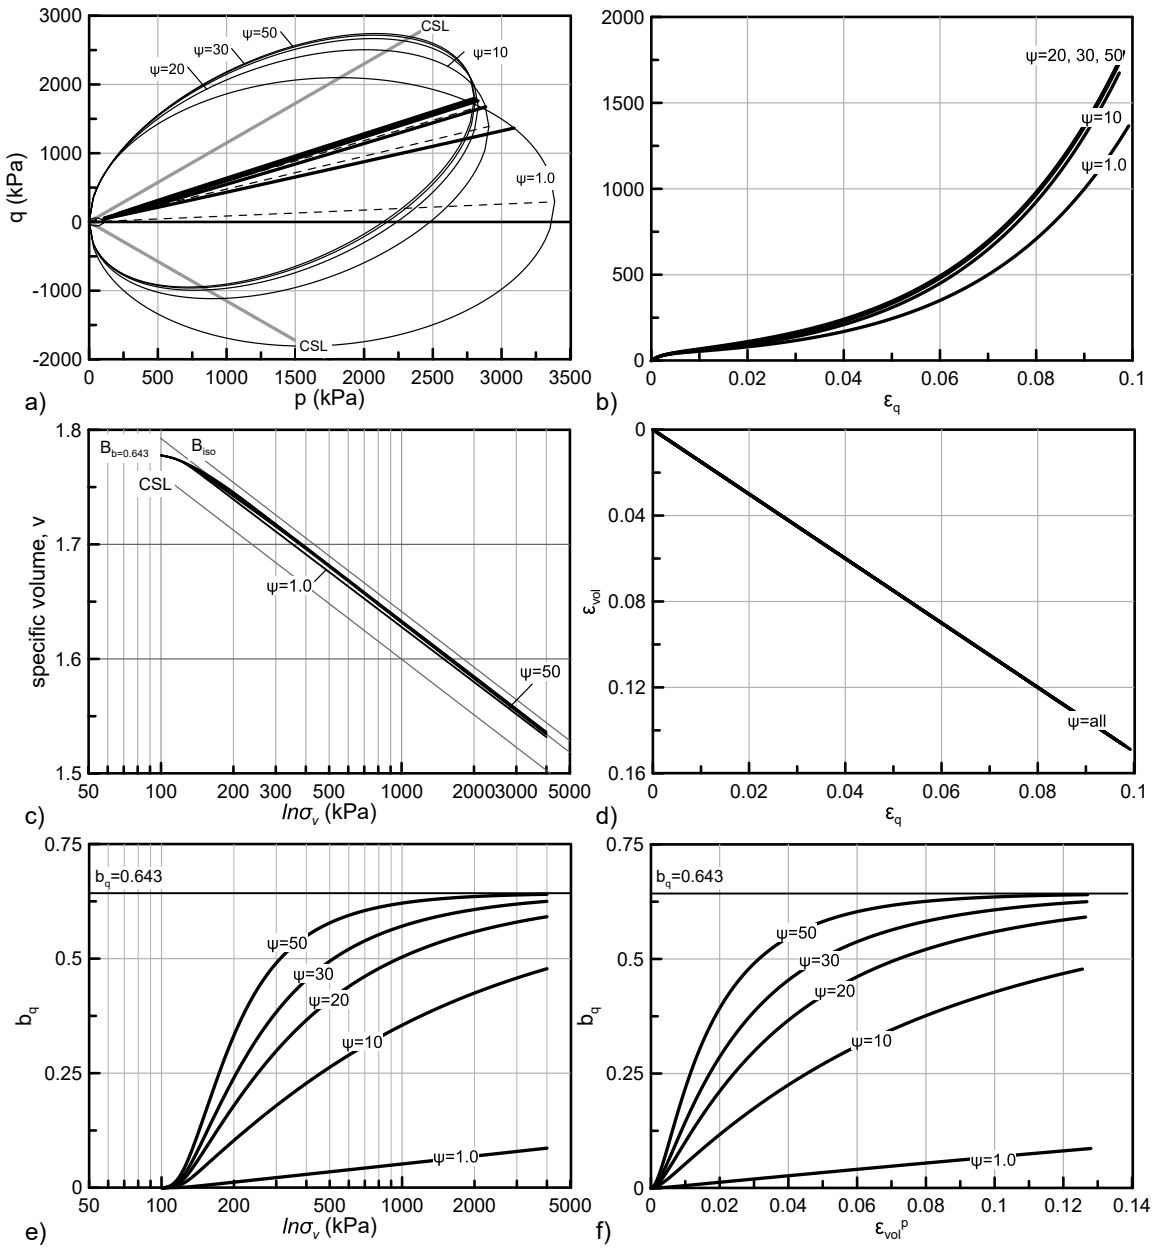 3000
2000
1000
0
-1000
-2000
q (kPa)
ψ=20
ψ=30
ψ=50
CSL
ψ=10
ψ=1.0
CSL
0 500 1000 1500 2000 2500 3000 3500
p (kPa)
a)
2000
1500
1000
500
0
ψ=20, 30, 50
ψ=10
ψ=1.0
0 0.02 0.04 0.06 0.08 0.1
εq
b)
1.8
1.7
1.6
1.5
specific volume, v
Bb=0.643
Biso
CSL
ψ=1.0
ψ=50
50 100 200 300 500 1000 2000 3000 5000
lnσv (kPa)
c)
0
0.04
0.08
0.12
0.16
εvol
ψ=all
0 0.02 0.04 0.06 0.08 0.1
εq
d)
0.75
0.5
0.25
0
bq
bq=0.643
ψ=50
ψ=30
ψ=20
ψ=10
ψ=1.0
50 100 200 300 500 1000 2000 5000
lnσv (kPa)
e)
0.75
0.5
0.25
0
bq
bq=0.643
ψ=50
ψ=30
ψ=20
ψ=10
ψ=1.0
0 0.02 0.04 0.06 0.08 0.1 0.12 0.14
εvolp
f)